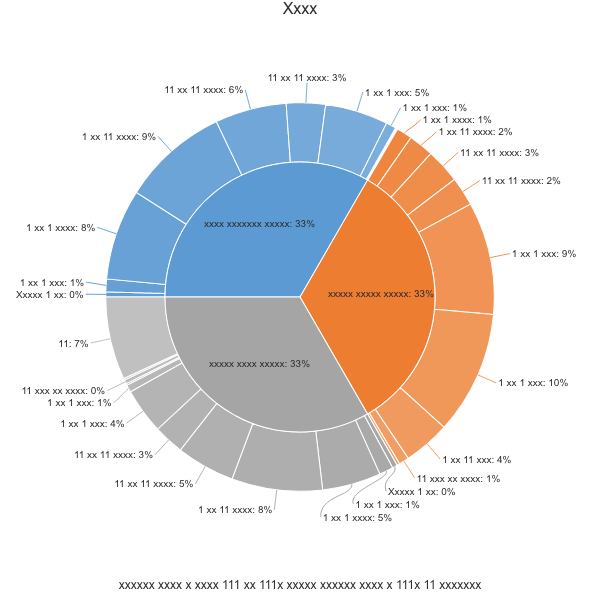 Xxxx
11 xx 11 xxxx: 3%
11 xx 11 xxxx: 6%
1 xx 1 xxx: 5%
1 xx 1 xxx: 1%
1 xx 1 xxxx: 1%
1 xx 11 xxxx: 2%
11 xx 1 xxxx: 9%
11 xx 11 xxxx: 3%
11 xx 11 xxxx: 2%
xxxx xxxxxxx xxxxx: 33%
1 xx 1 xxxx: 8%
1 xx 1 xxx: 9%
1 xx 1 xxx: 1%
Xxxxx 1 xx: 0%
xxxxx xxxxx xxxxx: 33%
11: 7%
xxxxx xxxx xxxxx: 33%
1 xx 1 xxx: 10%
11 xxx xx xxxx: 0%
1 xx 1 xxx: 1%
1 xx 1 xxx: 4%
11 xx 11 xxxx: 3%
1 xx 11 xxx: 4%
11 xxx xx xxxx: 1%
11 xx 11 xxxx: 5%
Xxxxx 1 xx: 0%
1 xx 1 xxx: 1%
1 xx 11 xxxx: 8%
1 xx 1 xxxx: 5%
xxxxxx xxxx x xxxx 111 xx 111x xxxxx xxxxxx xxxx x 111x 11 xxxxxxx